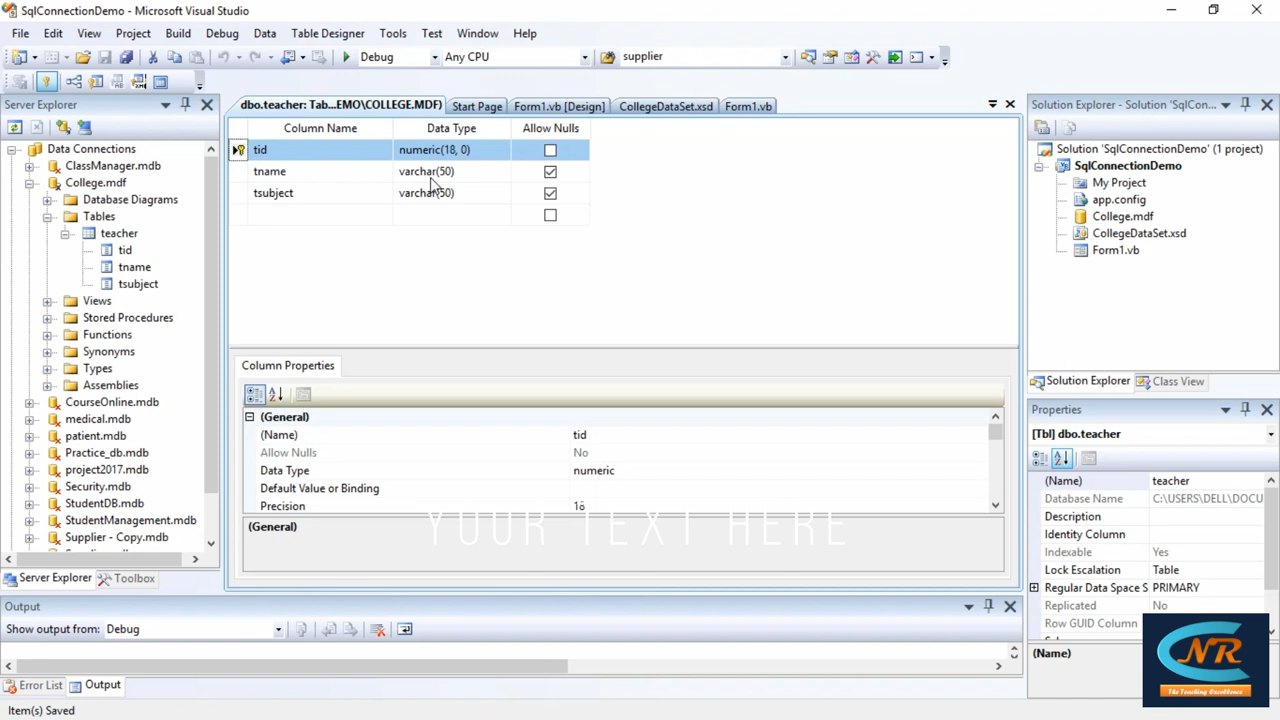 SqlConnectionDemo - Microsoft Visual Studio
File Edit View Project Build Debug Data Table Designer Tools Test Window Help
Debug Any CPU supplier
Server Explorer
Data Connections
ClassManager.mdb
College.mdf
Database Diagrams
Tables
teacher
tid
tname
tsubject
Views
Stored Procedures
Functions
Synonyms
Types
Assemblies
CourseOnline.mdb
medical.mdb
patient.mdb
Practice_db.mdb
project2017.mdb
Security.mdb
StudentDB.mdb
StudentManagement.mdb
Supplier - Copy.mdb
Server Explorer Toolbox
dbo.teacher: Tab...EMO\COLLEGE.MDF) Start Page Form1.vb [Design] CollegeDataSet.xsd Form1.vb
Column Name Data Type Allow Nulls
tid numeric(18, 0)
tname varchar(50)
tsubject varchar(50)
Column Properties
(General)
(Name) tid
Allow Nulls No
Data Type numeric
Default Value or Binding
Precision 18
(General)
YOUR TEXT HERE
Solution Explorer - Solution 'SqlCon...
Solution 'SqlConnectionDemo' (1 project)
SqlConnectionDemo
My Project
app.config
College.mdf
CollegeDataSet.xsd
Form1.vb
Solution Explorer Class View
Properties
[Tbl] dbo.teacher
(Name) teacher
Database Name C:\USERS\DELL\DOCU
Description
Identity Column
Indexable Yes
Lock Escalation Table
Regular Data Space S PRIMARY
Replicated No
Row GUID Column
(Name)
NR
The Teaching Excellence
Output
Show output from: Debug
Error List Output
Item(s) Saved